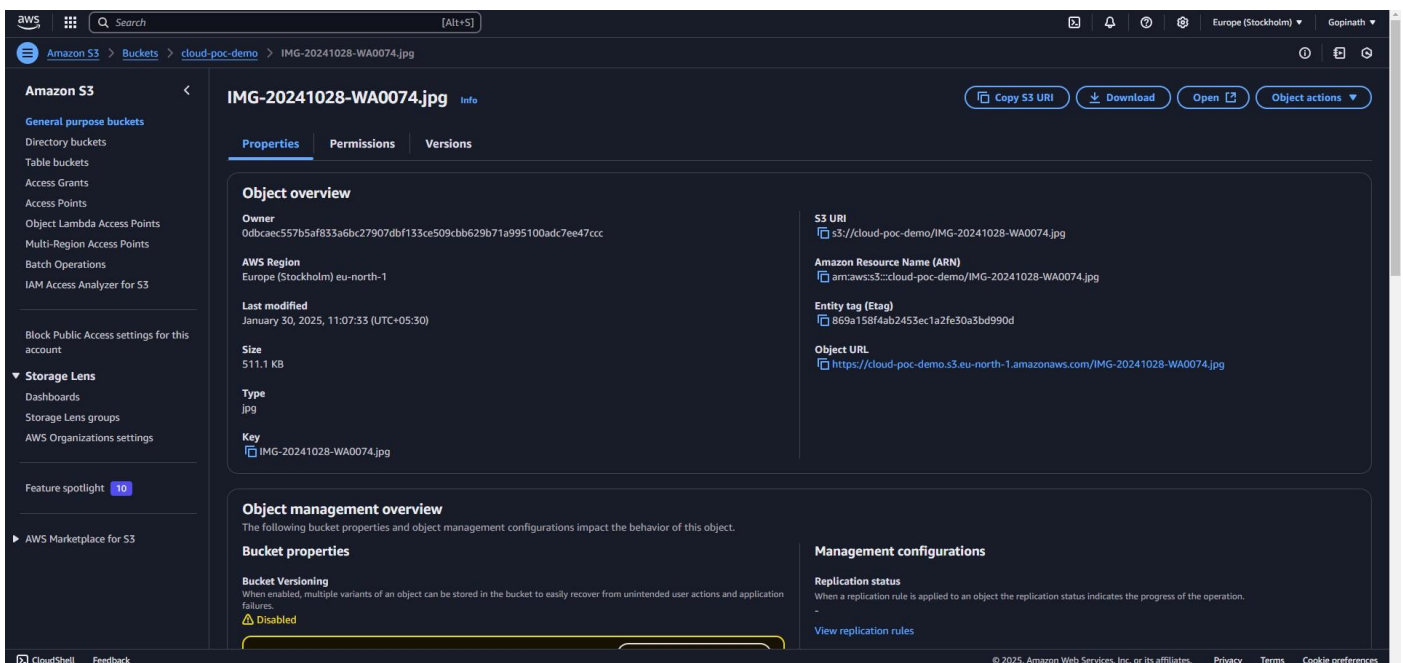 aws
Search [Alt+S]
Europe (Stockholm) ▼ Gopinath ▼
Amazon S3 > Buckets > cloud-poc-demo > IMG-20241028-WA0074.jpg
Amazon S3
General purpose buckets
Directory buckets
Table buckets
Access Grants
Access Points
Object Lambda Access Points
Multi-Region Access Points
Batch Operations
IAM Access Analyzer for S3
Block Public Access settings for this
account
Storage Lens
Dashboards
Storage Lens groups
AWS Organizations settings
Feature spotlight 10
AWS Marketplace for S3
IMG-20241028-WA0074.jpg Info
Copy S3 URI Download Open Object actions ▼
Properties Permissions Versions
Object overview
Owner
0dbcaec557b5af833a6bc27907dbf133ce509cbb629b71a995100adc7ee47ccc
AWS Region
Europe (Stockholm) eu-north-1
Last modified
January 30, 2025, 11:07:33 (UTC+05:30)
Size
511.1 KB
Type
jpg
Key
IMG-20241028-WA0074.jpg
S3 URI
s3://cloud-poc-demo/IMG-20241028-WA0074.jpg
Amazon Resource Name (ARN)
arn:aws:s3:::cloud-poc-demo/IMG-20241028-WA0074.jpg
Entity tag (Etag)
869a158f4ab2453ec1a2fe30a3bd990d
Object URL
https://cloud-poc-demo.s3.eu-north-1.amazonaws.com/IMG-20241028-WA0074.jpg
Object management overview
The following bucket properties and object management configurations impact the behavior of this object.
Bucket properties
Bucket Versioning
When enabled, multiple variants of an object can be stored in the bucket to easily recover from unintended user actions and application
failures.
Disabled
Management configurations
Replication status
When a replication rule is applied to an object the replication status indicates the progress of the operation.
-
View replication rules
CloudShell Feedback
© 2025, Amazon Web Services, Inc. or its affiliates. Privacy Terms Cookie preferences